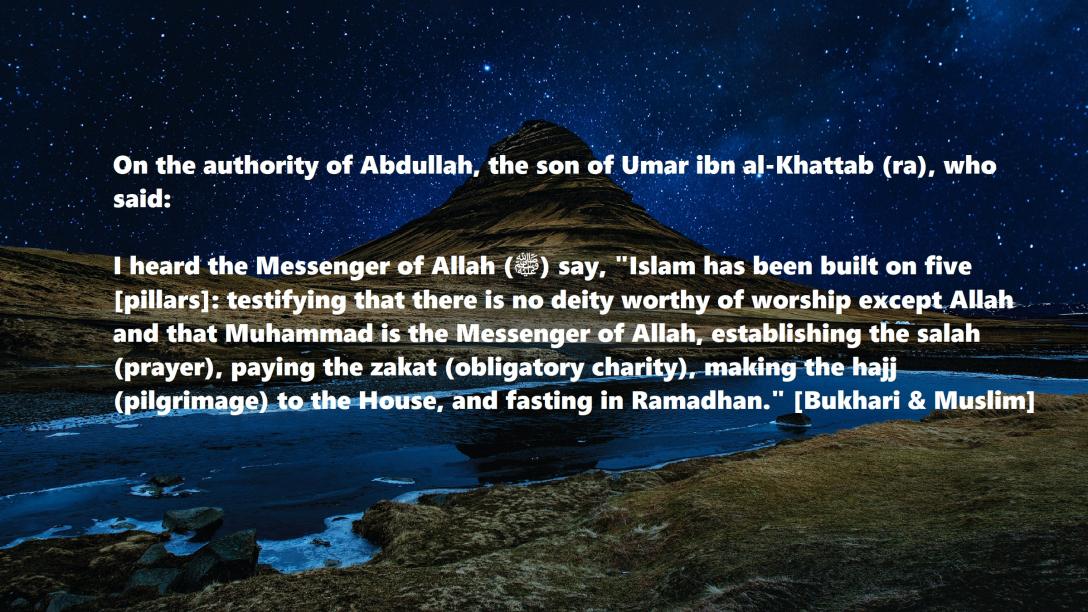 On the authority of Abdullah, the son of Umar ibn al-Khattab (ra), who
said:
I heard the Messenger of Allah (ﷺ) say, "Islam has been built on five
[pillars]: testifying that there is no deity worthy of worship except Allah
and that Muhammad is the Messenger of Allah, establishing the salah
(prayer), paying the zakat (obligatory charity), making the hajj
(pilgrimage) to the House, and fasting in Ramadhan." [Bukhari & Muslim]